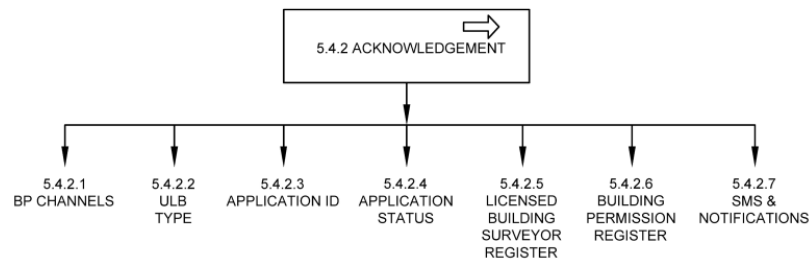 5.4.2 ACKNOWLEDGEMENT
5.4.2.1
BP CHANNELS
5.4.2.2
ULB
TYPE
5.4.2.3
APPLICATION ID
5.4.2.4
APPLICATION
STATUS
5.4.2.5
LICENSED
BUILDING
SURVEYOR
REGISTER
5.4.2.6
BUILDING
PERMISSION
REGISTER
5.4.2.7
SMS &
NOTIFICATIONS